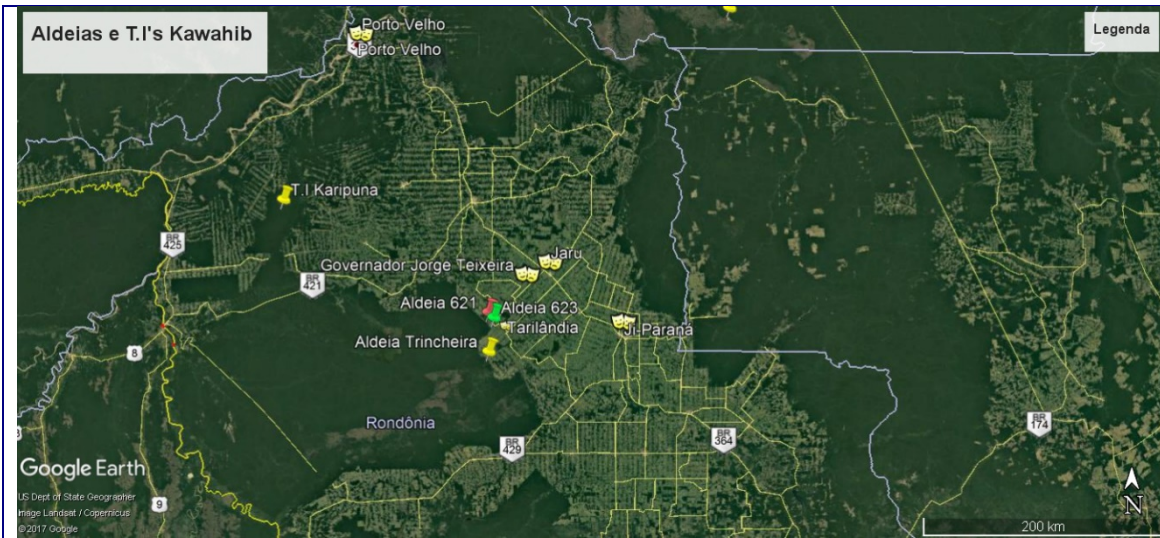 Aldeias e T.I's Kawahib
Legenda
Porto Velho
Porto Velho
T.I Karipuna
BR
425
Jaru
Governador Jorge Teixeira
BR
421
Aldeia 621
Aldeia 623
Tarilândia
Ji-Paraná
Aldeia Trincheira
8
Rondônia
BR
174
BR
364
BR
429
Google Earth
US Dept of State Geographer
Image Landsat / Copernicus
© 2017 Google
9
N
200 km